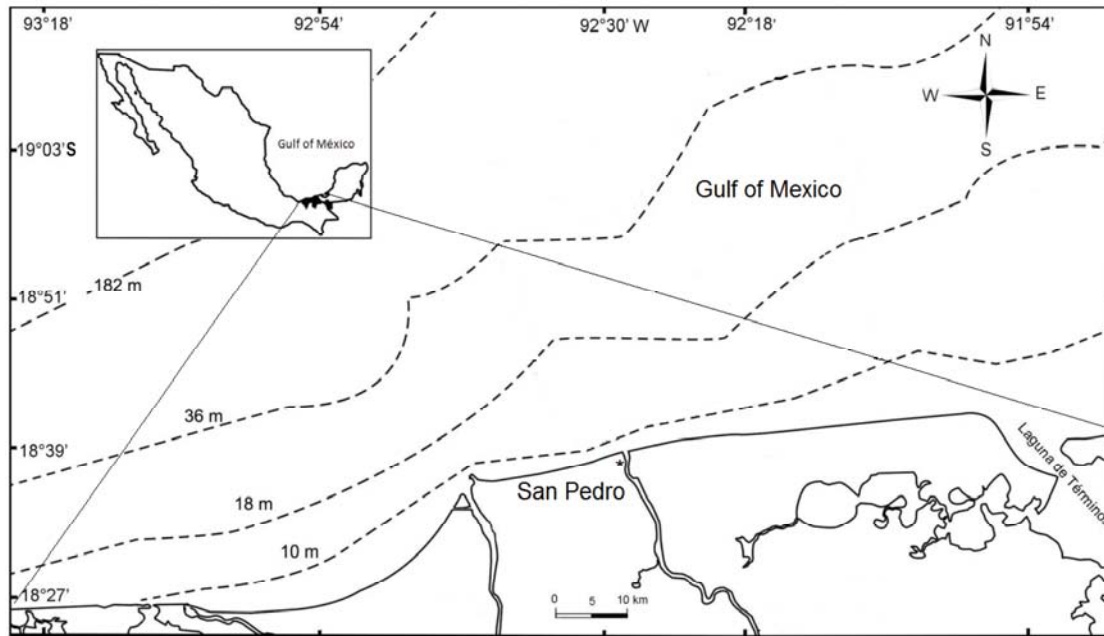 93°18' 92°54' 92°30' W 92°18' 91°54'
N
W E
S
Gulf of México
19°03'S
Gulf of Mexico
182 m
18°51'
36 m
18°39'
Laguna de Términos
San Pedro
18 m
10 m
18°27'
0 5 10 km